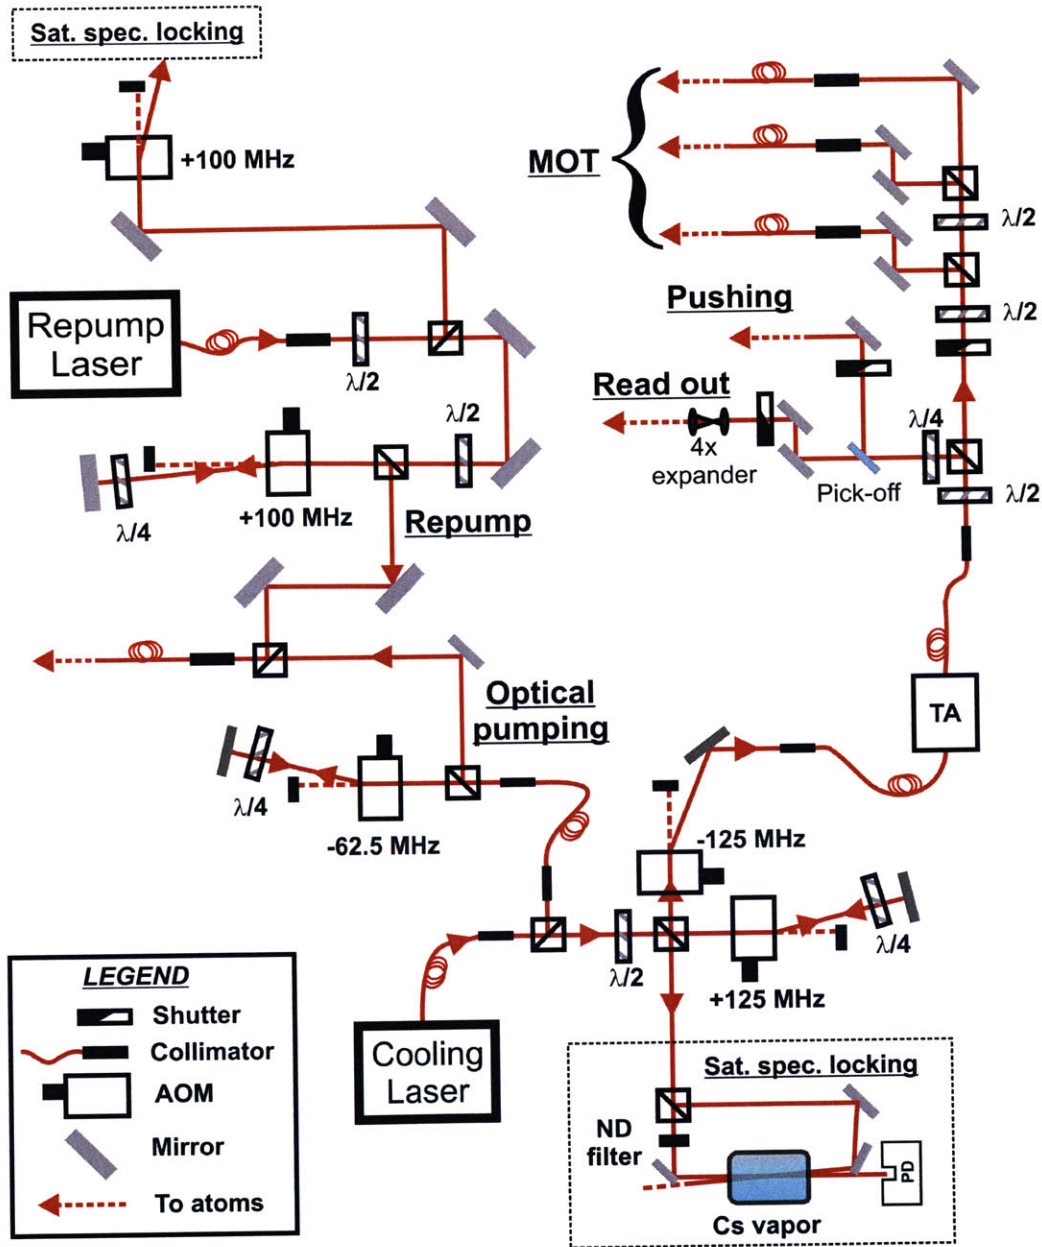 Sat. spec. locking
+100 MHz
MOT
λ/2
λ/2
Pushing
Repump
Laser
λ/2
λ/2
Read out
4x
expander
λ/4
Pick-off
λ/2
λ/4
+100 MHz
Repump
Optical
pumping
TA
λ/4
-62.5 MHz
-125 MHz
λ/2
λ/4
+125 MHz
Cooling
Laser
LEGEND
Shutter
Collimator
AOM
Mirror
To atoms
Sat. spec. locking
ND
filter
PD
Cs vapor